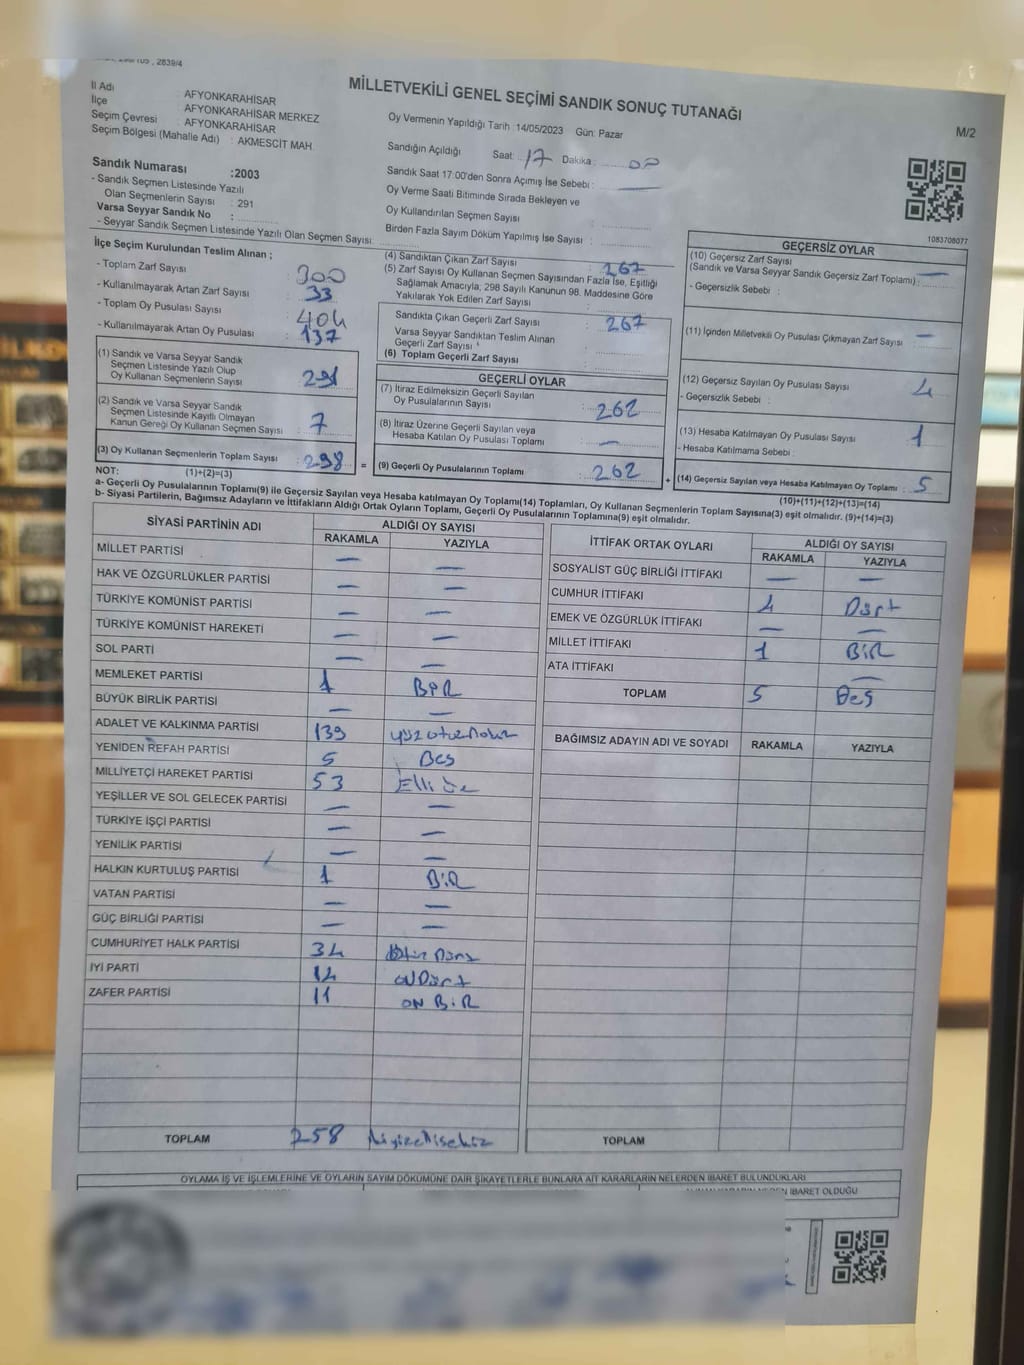 2839/4
MİLLETVEKİLİ GENEL SEÇİMİ SANDIK SONUÇ TUTANAĞI
M/2
İl Adı : AFYONKARAHİSAR
İlçe : AFYONKARAHİSAR MERKEZ
Seçim Çevresi : AFYONKARAHİSAR
Seçim Bölgesi (Mahalle Adı) : AKMESCİT MAH.
Sandık Numarası : 2003
- Sandık Seçmen Listesinde Yazılı
Olan Seçmenlerin Sayısı : 291
Varsa Seyyar Sandık No :
- Seyyar Sandık Seçmen Listesinde Yazılı Olan Seçmen Sayısı:
Oy Vermenin Yapıldığı Tarih :14/05/2023 Gün: Pazar
Sandığın Açıldığı Saat: 17 Dakika : 00
Sandık Saat 17:00'den Sonra Açımış İse Sebebi : —
Oy Verme Saati Bitiminde Sırada Bekleyen ve
Oy Kullandırılan Seçmen Sayısı :
Birden Fazla Sayım Döküm Yapılmış İse Sayısı :
1083708077
İlçe Seçim Kurulundan Teslim Alınan ;
- Toplam Zarf Sayısı : 300
- Kullanılmayarak Artan Zarf Sayısı : 33
- Toplam Oy Pusulası Sayısı : 404
- Kullanılmayarak Artan Oy Pusulası : 137
(1) Sandık ve Varsa Seyyar Sandık
Seçmen Listesinde Yazılı Olup
Oy Kullanan Seçmenlerin Sayısı : 291
(2) Sandık ve Varsa Seyyar Sandık
Seçmen Listesinde Kayıtlı Olmayan
Kanun Gereği Oy Kullanan Seçmen Sayısı : 7
(3) Oy Kullanan Seçmenlerin Toplam Sayısı : 298 =
(4) Sandıktan Çıkan Zarf Sayısı : 267
(5) Zarf Sayısı Oy Kullanan Seçmen Sayısından Fazla İse, Eşitliği
Sağlamak Amacıyla, 298 Sayılı Kanunun 98. Maddesine Göre
Yakılarak Yok Edilen Zarf Sayısı :
Sandıkta Çıkan Geçerli Zarf Sayısı : 267
Varsa Seyyar Sandıktan Teslim Alınan
Geçerli Zarf Sayısı :
(6) Toplam Geçerli Zarf Sayısı :
GEÇERLİ OYLAR
(7) İtiraz Edilmeksizin Geçerli Sayılan
Oy Pusulalarının Sayısı : 262
(8) İtiraz Üzerine Geçerli Sayılan veya
Hesaba Katılan Oy Pusulası Toplamı : —
(9) Geçerli Oy Pusulalarının Toplamı : 262 +
GEÇERSİZ OYLAR
(10) Geçersiz Zarf Sayısı
(Sandık ve Varsa Seyyar Sandık Geçersiz Zarf Toplamı) : —
- Geçersizlik Sebebi :
(11) İçinden Milletvekili Oy Pusulası Çıkmayan Zarf Sayısı : —
(12) Geçersiz Sayılan Oy Pusulası Sayısı : 4
- Geçersizlik Sebebi :
(13) Hesaba Katılmayan Oy Pusulası Sayısı : 1
- Hesaba Katılmama Sebebi :
(14) Geçersiz Sayılan veya Hesaba Katılmayan Oy Toplamı : 5
NOT: (1)+(2)=(3)
(10)+(11)+(12)+(13)=(14)
a- Geçerli Oy Pusulalarının Toplamı(9) ile Geçersiz Sayılan veya Hesaba katılmayan Oy Toplamı(14) Toplamları, Oy Kullanan Seçmenlerin Toplam Sayısına(3) eşit olmalıdır. (9)+(14)=(3)
b- Siyasi Partilerin, Bağımsız Adayların ve İttifakların Aldığı Ortak Oyların Toplamı, Geçerli Oy Pusulalarının Toplamına(9) eşit olmalıdır.
SİYASİ PARTİNİN ADI ALDIĞI OY SAYISI
RAKAMLA YAZIYLA
MİLLET PARTİSİ — —
HAK VE ÖZGÜRLÜKLER PARTİSİ — —
TÜRKİYE KOMÜNİST PARTİSİ — —
TÜRKİYE KOMÜNİST HAREKETİ — —
SOL PARTİ — —
MEMLEKET PARTİSİ 1 BİR
BÜYÜK BİRLİK PARTİSİ — —
ADALET VE KALKINMA PARTİSİ 139 yüzotuzdokuz
YENİDEN REFAH PARTİSİ 5 Beş
MİLLİYETÇİ HAREKET PARTİSİ 53 Elli üç
YEŞİLLER VE SOL GELECEK PARTİSİ — —
TÜRKİYE İŞÇİ PARTİSİ — —
YENİLİK PARTİSİ — —
HALKIN KURTULUŞ PARTİSİ 1 BİR
VATAN PARTİSİ — —
GÜÇ BİRLİĞİ PARTİSİ — —
CUMHURİYET HALK PARTİSİ 34 Dört
İYİ PARTİ 14 ON Dört
ZAFER PARTİSİ 11 ON BİR
TOPLAM 258 ikiyüzellisekiz
İTTİFAK ORTAK OYLARI ALDIĞI OY SAYISI
RAKAMLA YAZIYLA
SOSYALİST GÜÇ BİRLİĞİ İTTİFAKI — —
CUMHUR İTTİFAKI 4 Dört
EMEK VE ÖZGÜRLÜK İTTİFAKI — —
MİLLET İTTİFAKI 1 BİR
ATA İTTİFAKI —
TOPLAM 5 Beş
BAĞIMSIZ ADAYIN ADI VE SOYADI RAKAMLA YAZIYLA
TOPLAM
OYLAMA İŞ VE İŞLEMLERİNE VE OYLARIN SAYIM DÖKÜMÜNE DAİR ŞİKAYETLERLE BUNLARA AİT KARARLARIN NELERDEN İBARET BULUNDUKLARI
İBARET OLDUĞU